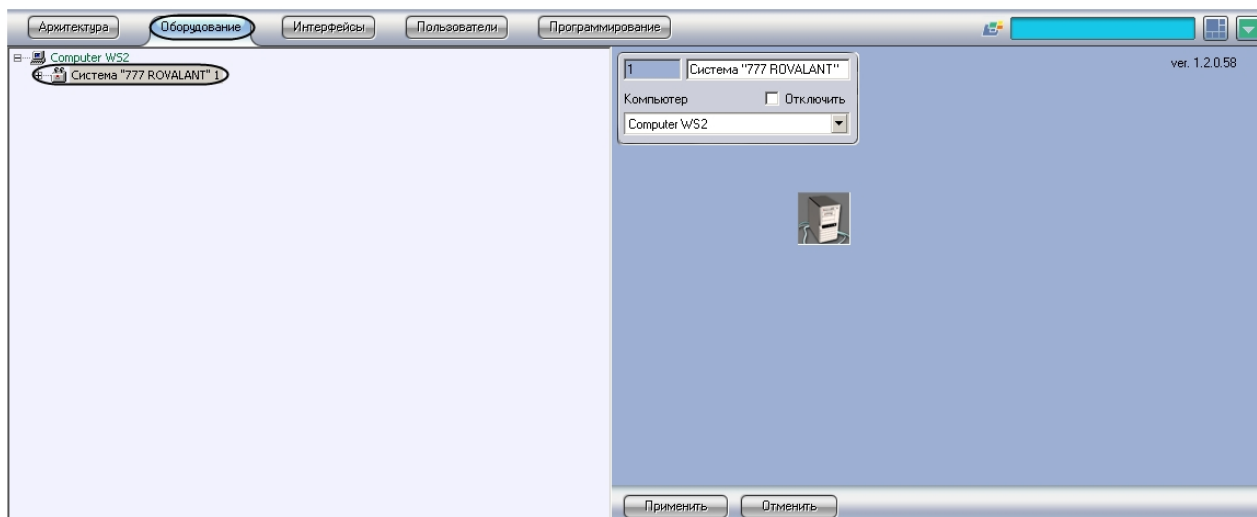 Архитектура Оборудование Интерфейсы Пользователи Программирование
Computer WS2
Система "777 ROVALANT" 1
1 Система "777 ROVALANT"
ver. 1.2.0.58
Компьютер Отключить
Computer WS2
Применить Отменить